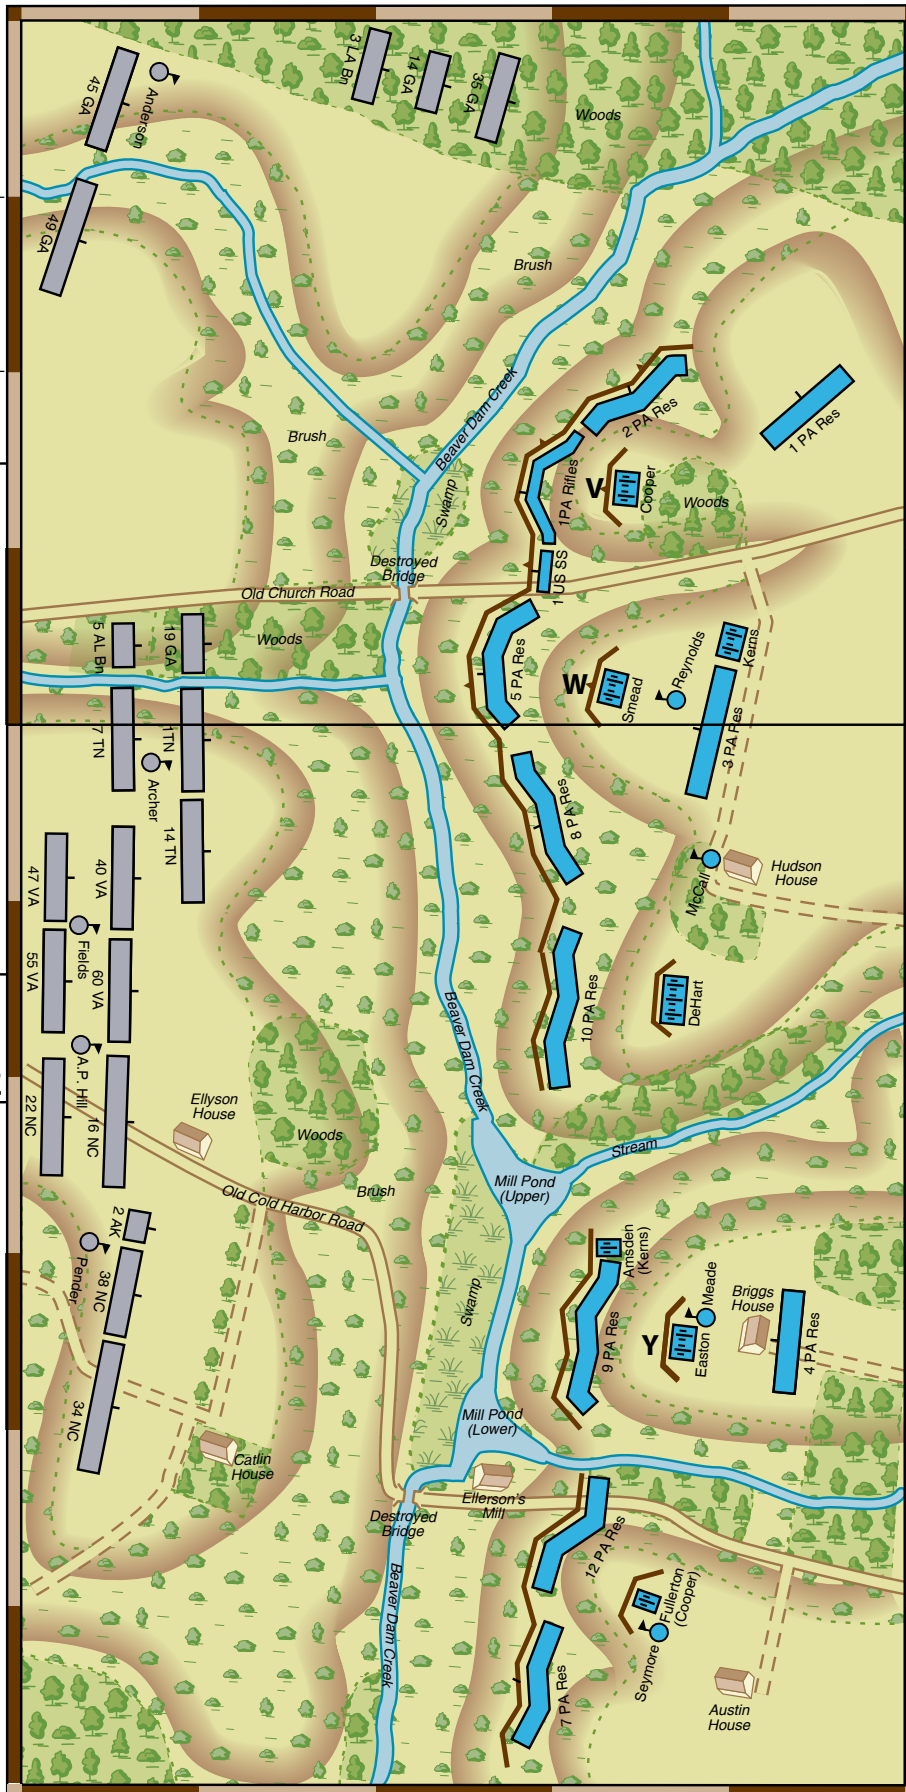 3 LA Bn
14 GA
35 GA
45 GA
Anderson
Woods
49 GA
Brush
Beaver Dam Creek
2 PA Res
1 PA Res
1PA Rifles
V
Cooper
Woods
Brush
Swamp
Destroyed
Bridge
Old Church Road
1 US SS
5 AL Bn
19 GA
Woods
5 PA Res
W
Smead
Reynolds
Kerns
3 PA Res
7 TN
1TN
Archer
14 TN
8 PA Res
McCall
Hudson
House
47 VA
40 VA
Fields
55 VA
60 VA
10 PA Res
DeHart
Beaver Dam Creek
A.P. Hill
22 NC
16 NC
Ellyson
House
Woods
Stream
Mill Pond
(Upper)
Brush
Old Cold Harbor Road
2 AK
Pender
38 NC
Swamp
Amsden
(Kerns)
9 PA Res
Y
Easton
Meade
Briggs
House
4 PA Res
34 NC
Mill Pond
(Lower)
Catlin
House
Ellerson's
Mill
Destroyed
Bridge
12 PA Res
Beaver Dam Creek
Fullerton
(Cooper)
Seymore
7 PA Res
Austin
House